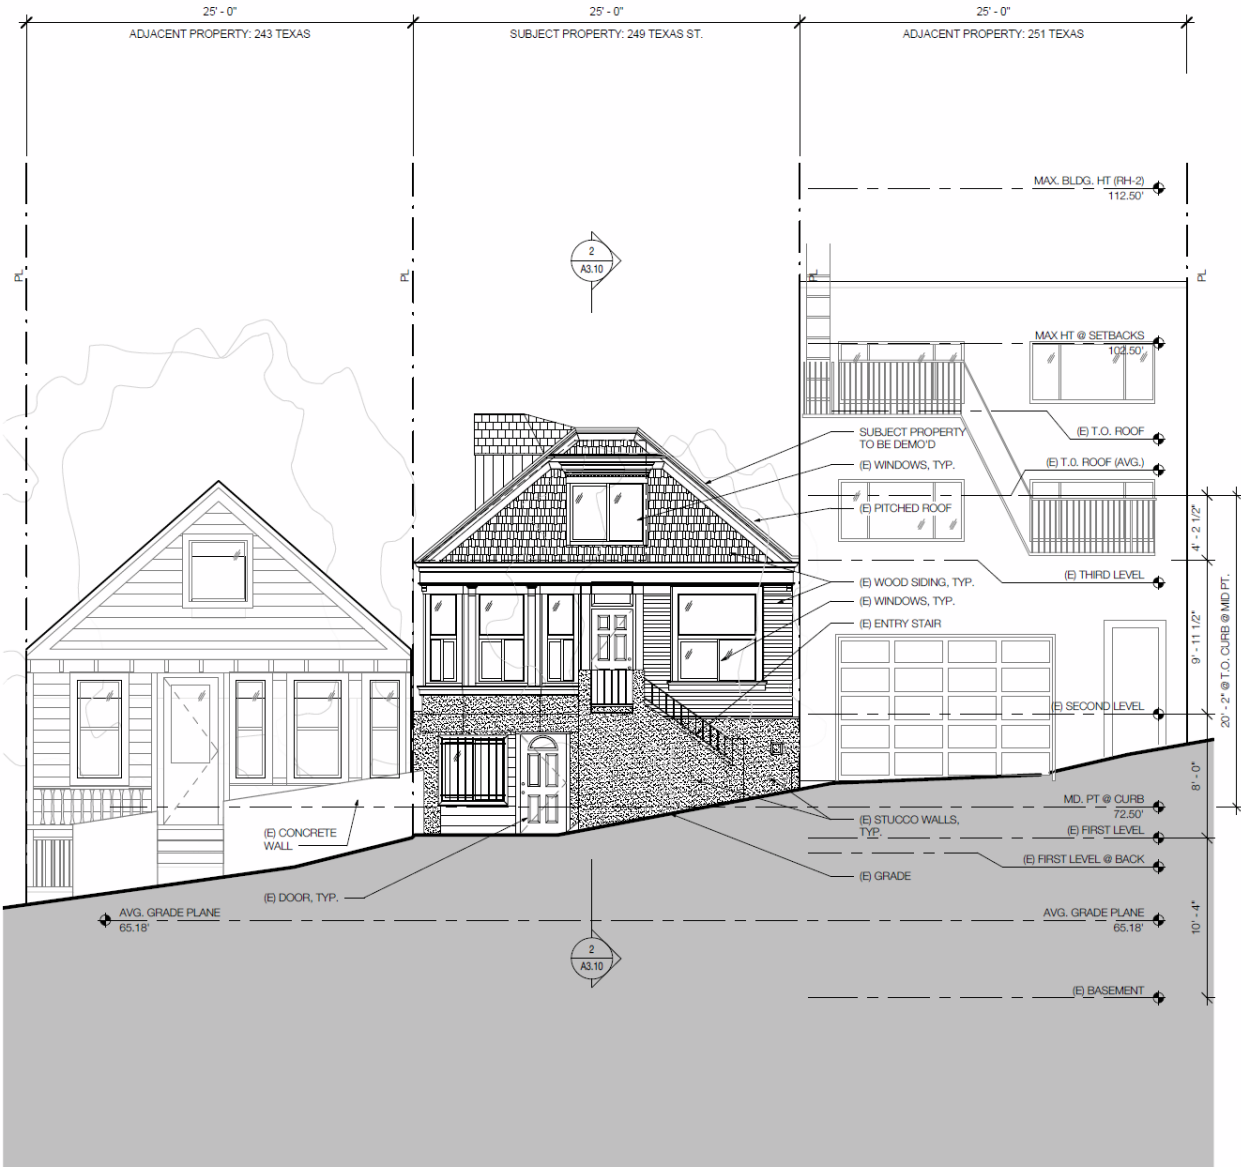 25' - 0"
25' - 0"
25' - 0"
ADJACENT PROPERTY: 243 TEXAS
SUBJECT PROPERTY: 249 TEXAS ST.
ADJACENT PROPERTY: 251 TEXAS
MAX. BLDG. HT (RH-2)
112.50'
2
A3.10
PL
PL
PL
PL
MAX HT @ SETBACKS
102.50'
SUBJECT PROPERTY
TO BE DEMO'D
(E) T.O. ROOF
(E) WINDOWS, TYP.
(E) T.O. ROOF (AVG.)
(E) PITCHED ROOF
4' - 2 1/2"
(E) WOOD SIDING, TYP.
(E) THIRD LEVEL
(E) WINDOWS, TYP.
(E) ENTRY STAIR
9' - 11 1/2"
20' - 2" @ T.O. CURB @ MID PT.
(E) SECOND LEVEL
8' - 0"
MD. PT @ CURB
72.50'
(E) CONCRETE
WALL
(E) STUCCO WALLS,
TYP.
(E) FIRST LEVEL
(E) FIRST LEVEL @ BACK
(E) GRADE
(E) DOOR, TYP.
AVG. GRADE PLANE
65.18'
AVG. GRADE PLANE
65.18'
10' - 4"
2
A3.10
(E) BASEMENT